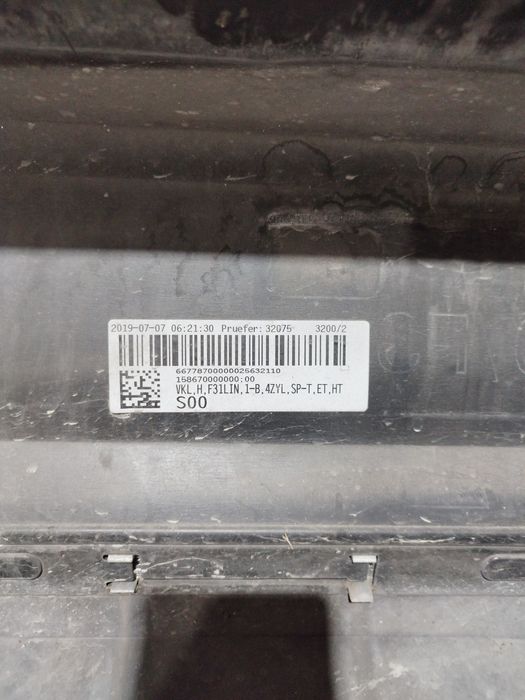 2019-07-07 06:21:30 Pruefer: 32075 3200/2
66778700000025632110
158670000000;00
VKL,H,F31LIN,1-B,4ZYL,SP-T,ET,HT
S00